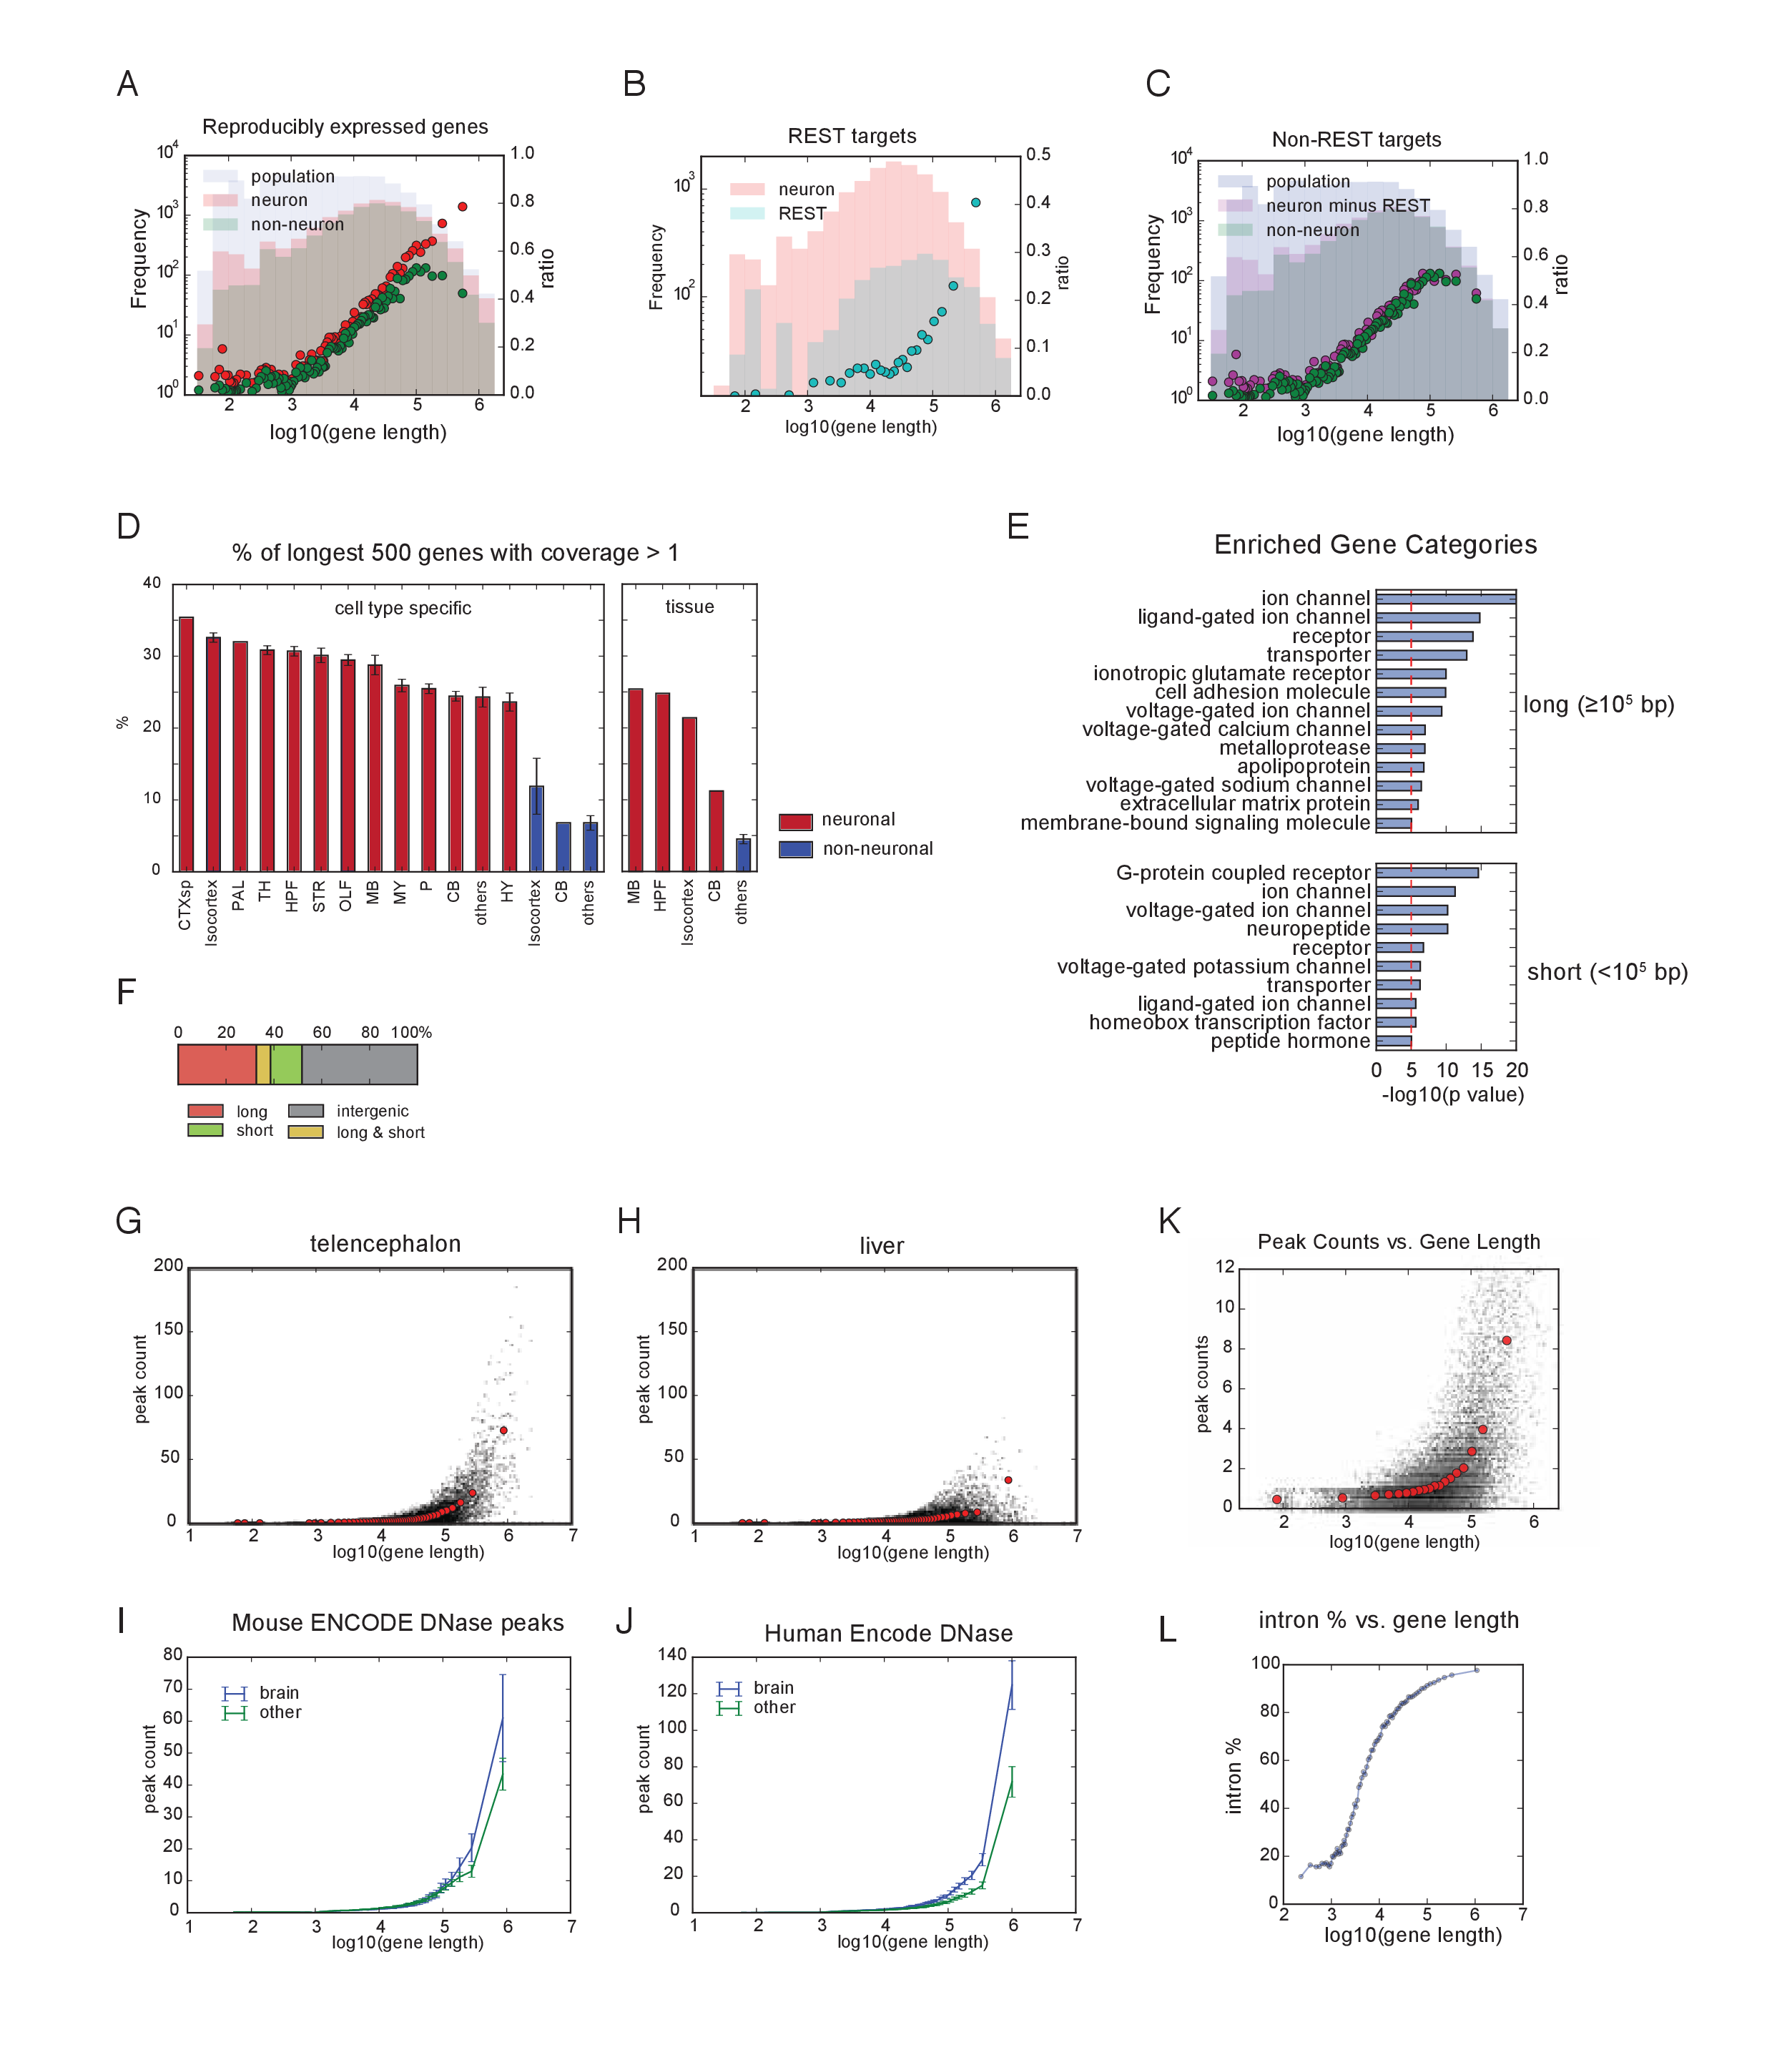 A
Reproducibly expressed genes
10^4
10^3
10^2
10^1
10^0
Frequency
population
neuron
non-neuron
1.0
0.8
0.6
0.4
0.2
0.0
ratio
2 3 4 5 6
log10(gene length)
B
REST targets
10^3
10^2
Frequency
neuron
REST
0.5
0.4
0.3
0.2
0.1
0.0
ratio
2 3 4 5 6
log10(gene length)
C
Non-REST targets
10^4
10^3
10^2
10^1
10^0
Frequency
population
neuron minus REST
non-neuron
1.0
0.8
0.6
0.4
0.2
0.0
ratio
2 3 4 5 6
log10(gene length)
D
% of longest 500 genes with coverage > 1
40
30
20
10
0
%
cell type specific
CTXsp Isocortex PAL TH HPF STR OLF MB MY P CB others HY Isocortex CB others
tissue
MB HPF Isocortex CB others
neuronal
non-neuronal
E
Enriched Gene Categories
ion channel
ligand-gated ion channel
receptor
transporter
ionotropic glutamate receptor
cell adhesion molecule
voltage-gated ion channel
voltage-gated calcium channel
metalloprotease
apolipoprotein
voltage-gated sodium channel
extracellular matrix protein
membrane-bound signaling molecule
long (≥10^5 bp)
G-protein coupled receptor
ion channel
voltage-gated ion channel
neuropeptide
receptor
voltage-gated potassium channel
transporter
ligand-gated ion channel
homeobox transcription factor
peptide hormone
short (<10^5 bp)
0 5 10 15 20
-log10(p value)
F
0 20 40 60 80 100%
long
intergenic
short
long & short
G
telencephalon
200
150
100
50
0
peak count
1 2 3 4 5 6 7
log10(gene length)
H
liver
200
150
100
50
0
peak count
1 2 3 4 5 6 7
log10(gene length)
K
Peak Counts vs. Gene Length
12
10
8
6
4
2
0
peak counts
2 3 4 5 6
log10(gene length)
I
Mouse ENCODE DNase peaks
80
70
60
50
40
30
20
10
0
peak count
brain
other
1 2 3 4 5 6 7
log10(gene length)
J
Human Encode DNase
140
120
100
80
60
40
20
0
peak count
brain
other
1 2 3 4 5 6 7
log10(gene length)
L
intron % vs. gene length
100
80
60
40
20
0
intron %
2 3 4 5 6 7
log10(gene length)